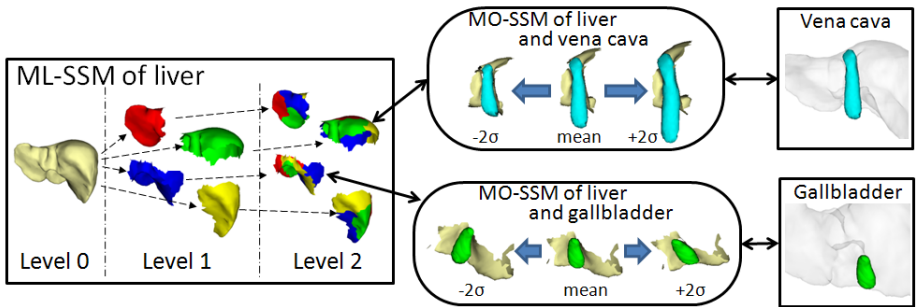 ML-SSM of liver
Level 0
Level 1
Level 2
MO-SSM of liver
and vena cava
-2σ
mean
+2σ
Vena cava
MO-SSM of liver
and gallbladder
-2σ
mean
+2σ
Gallbladder